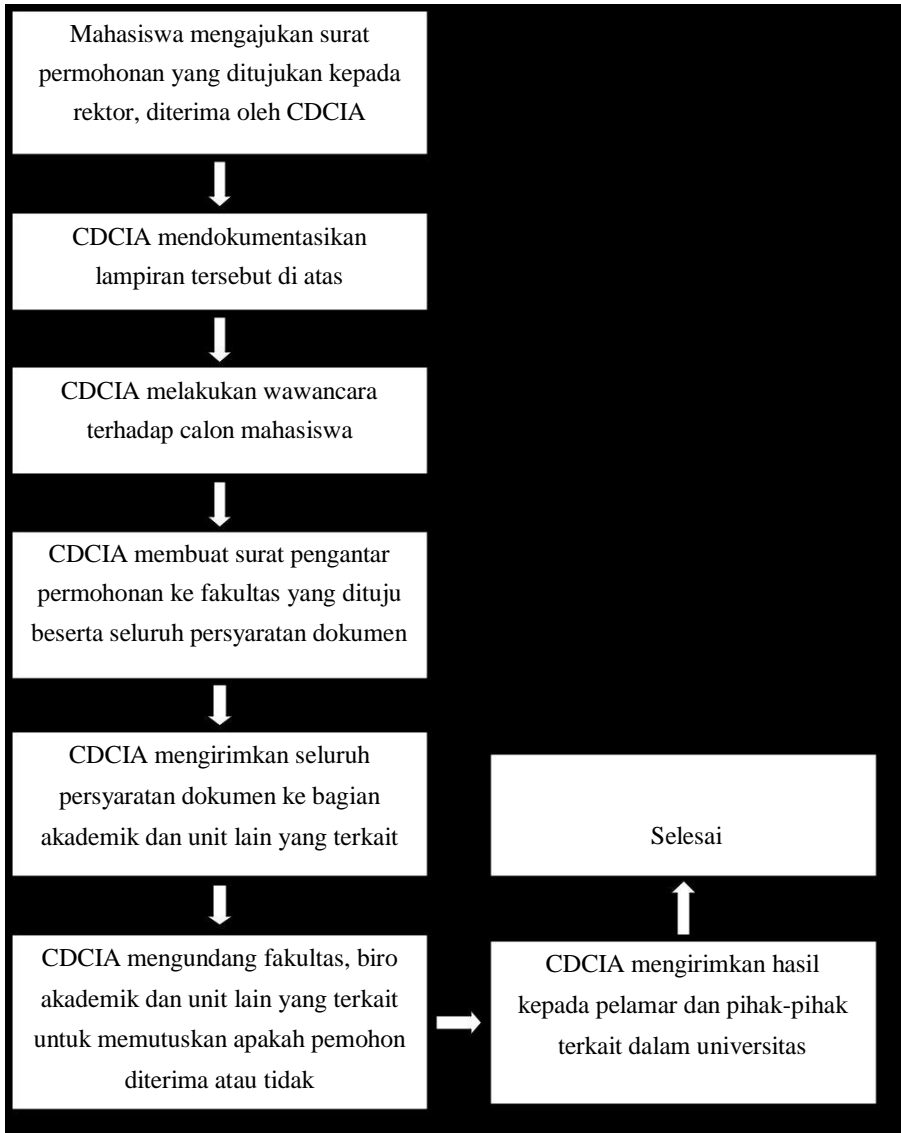 Mahasiswa mengajukan surat
permohonan yang ditujukan kepada
rektor, diterima oleh CDCIA
CDCIA mendokumentasikan
lampiran tersebut di atas
CDCIA melakukan wawancara
terhadap calon mahasiswa
CDCIA membuat surat pengantar
permohonan ke fakultas yang dituju
beserta seluruh persyaratan dokumen
CDCIA mengirimkan seluruh
persyaratan dokumen ke bagian
akademik dan unit lain yang terkait
CDCIA mengundang fakultas, biro
akademik dan unit lain yang terkait
untuk memutuskan apakah pemohon
diterima atau tidak
CDCIA mengirimkan hasil
kepada pelamar dan pihak-pihak
terkait dalam universitas
Selesai